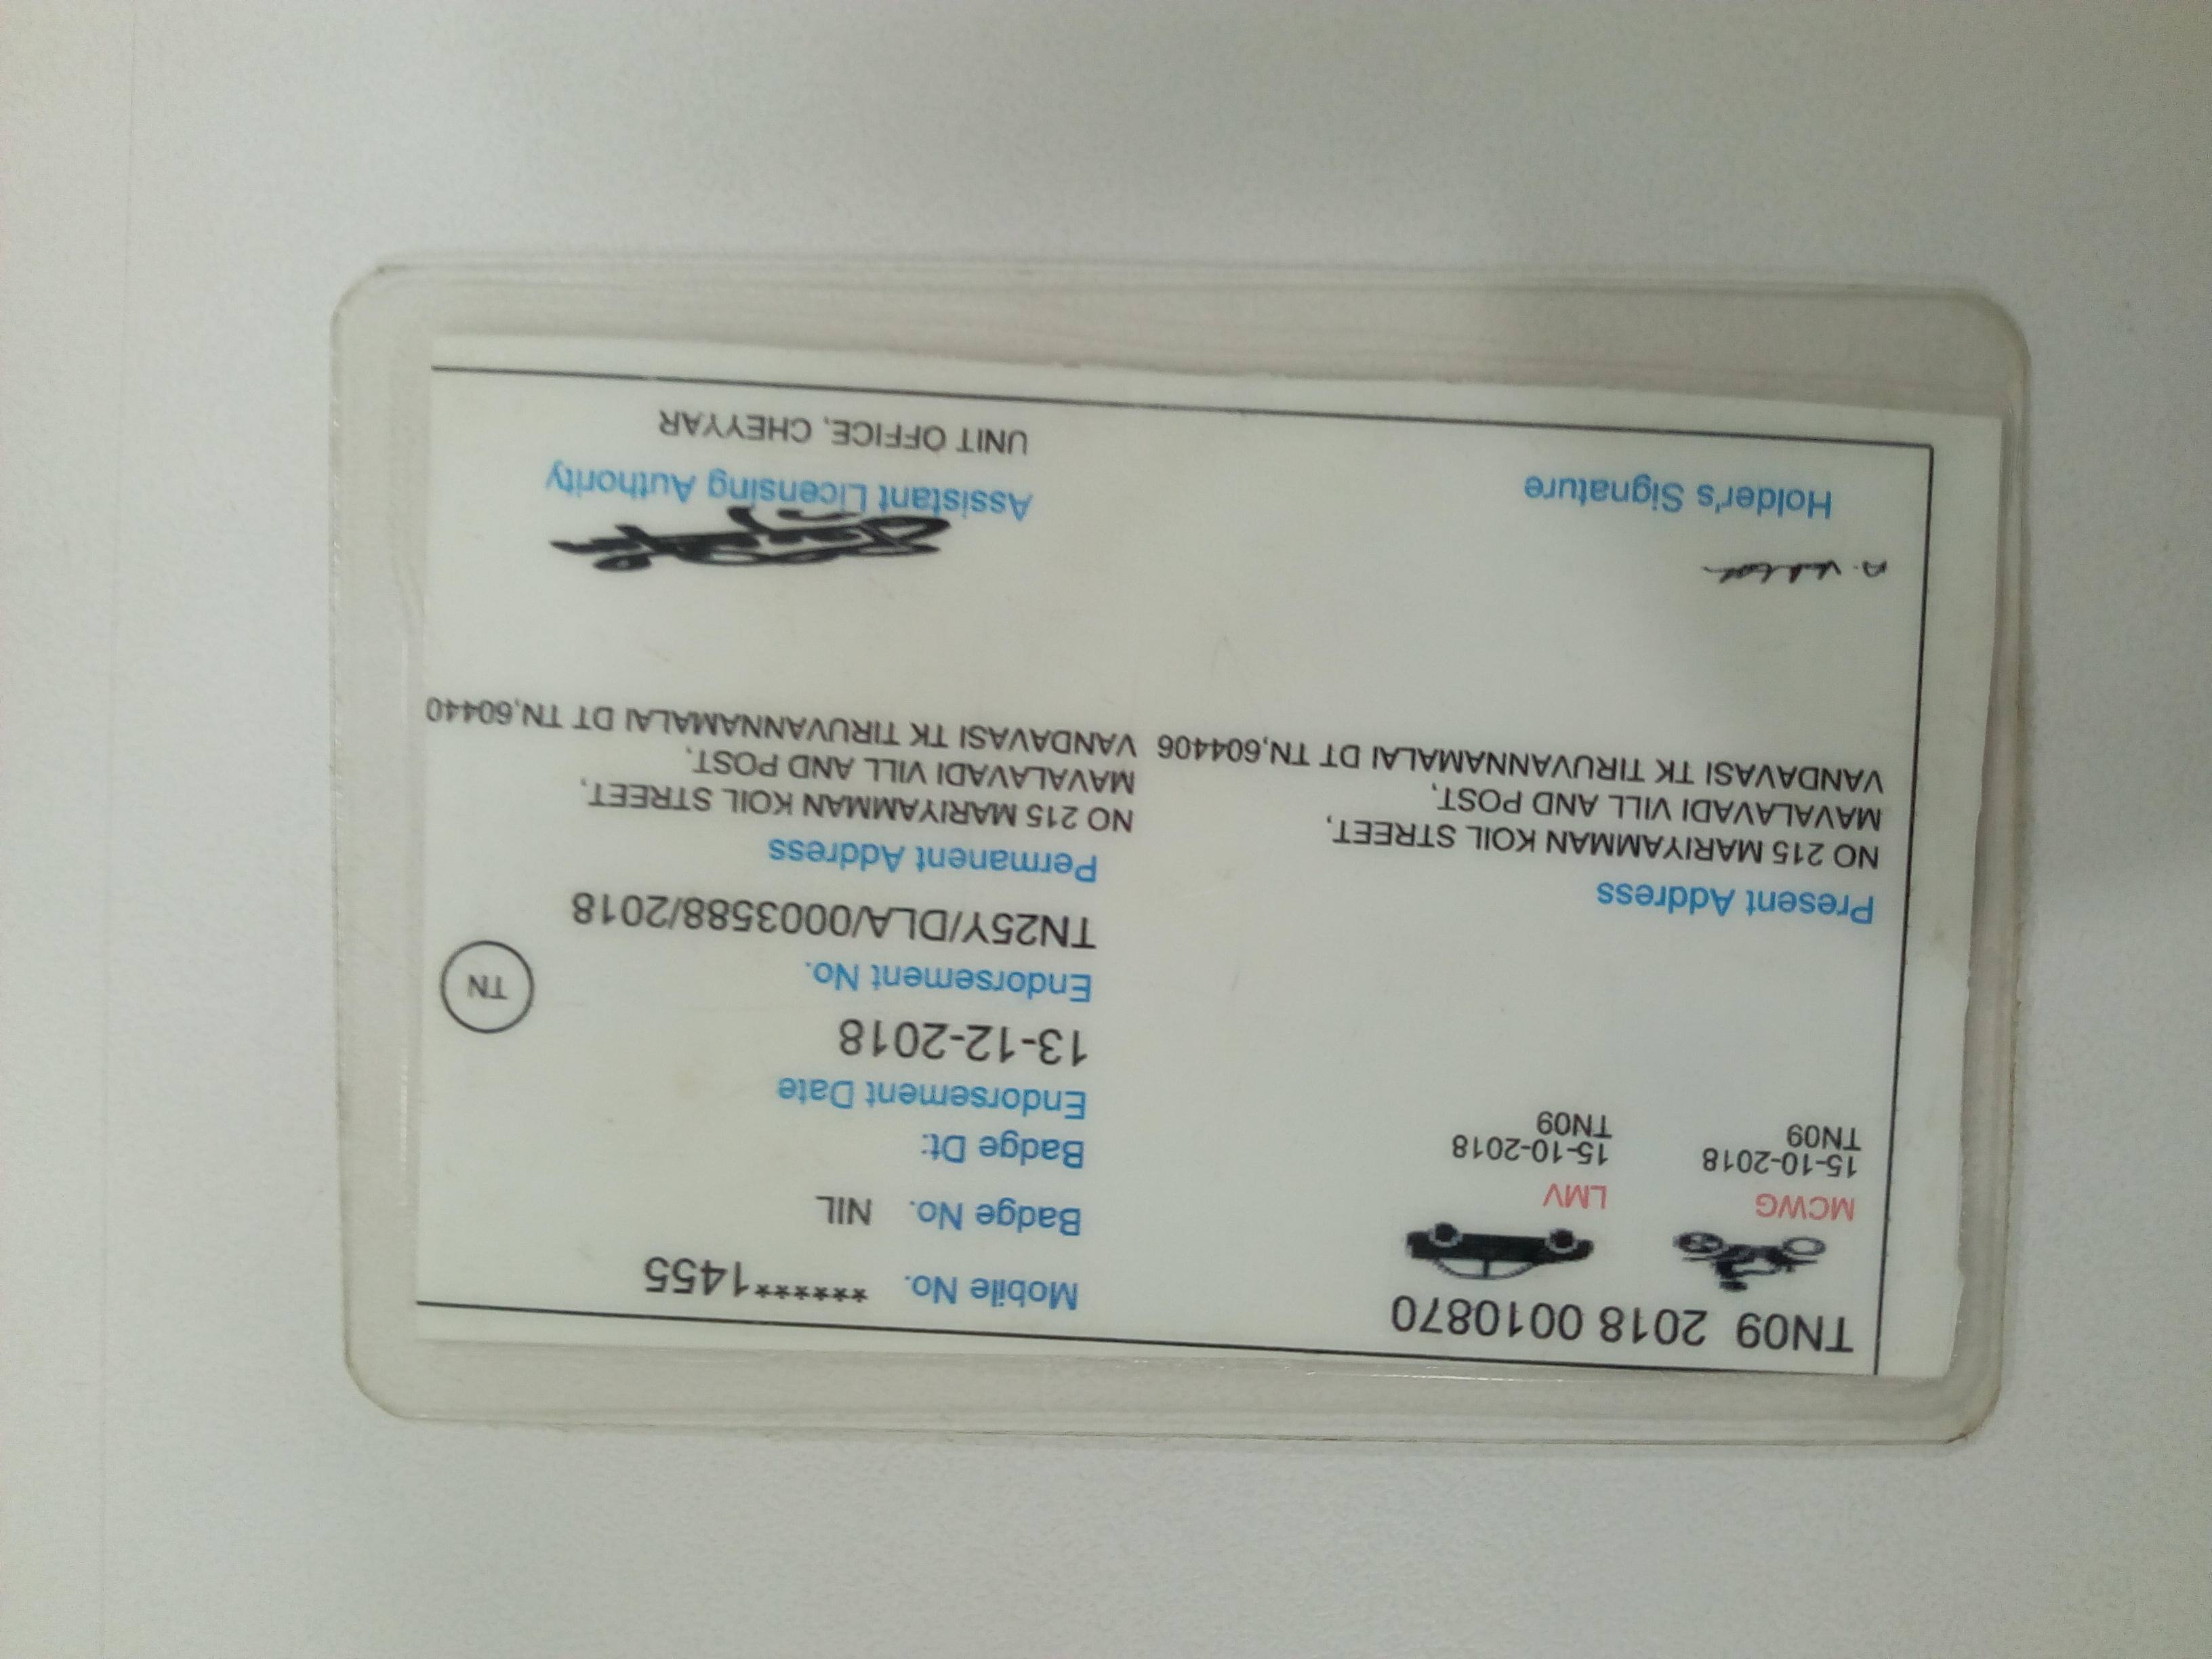 TN09 2018 0010870
MCWG
15-10-2018
TN09
LMV
15-10-2018
TN09
Mobile No. ******1455
Badge No. NIL
Badge Dt:
Endorsement Date
13-12-2018
Endorsement No.
TN25Y/DLA/0003588/2018
TN
Present Address
NO 215 MARIYAMMAN KOIL STREET,
MAVALAVADI VILL AND POST,
VANDAVASI TK TIRUVANNAMALAI DT TN,604406
Permanent Address
NO 215 MARIYAMMAN KOIL STREET,
MAVALAVADI VILL AND POST,
VANDAVASI TK TIRUVANNAMALAI DT TN,60440
Holder's Signature
Assistant Licensing Authority
UNIT OFFICE, CHEYYAR